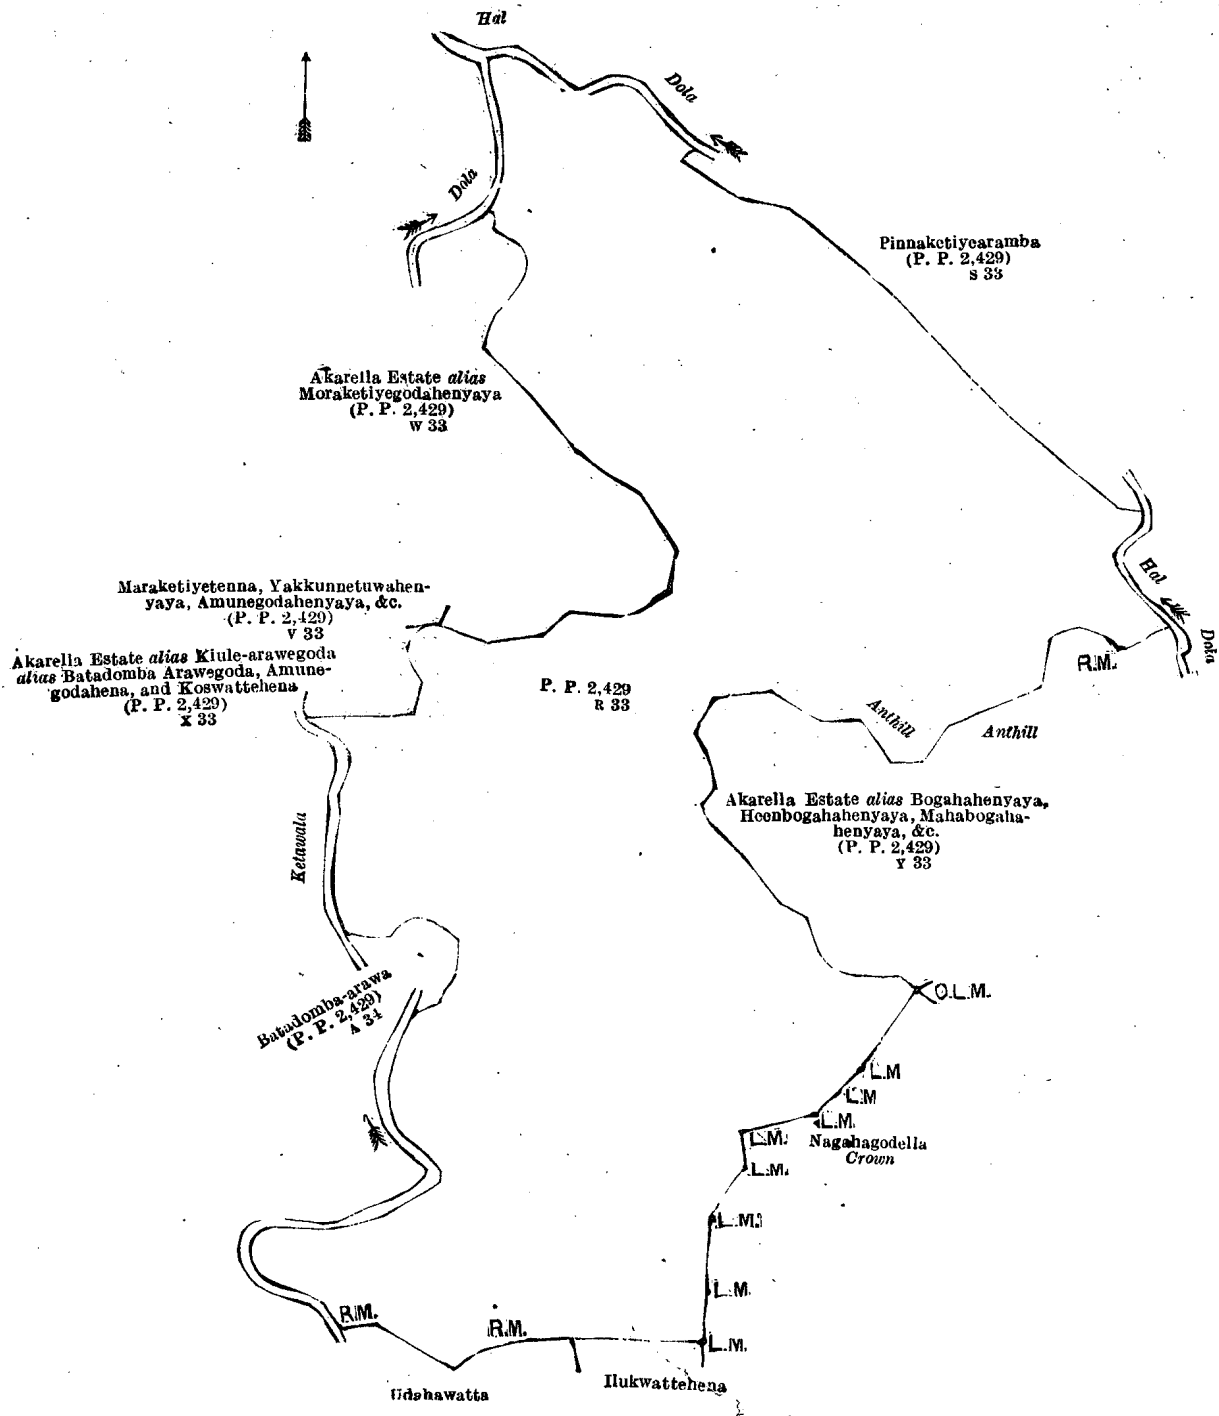 Hal
Dola
Dola
Pinnaketiyearamba
(P. P. 2,429)
S 33
Akarella Estate alias
Moraketiyegodahenyaya
(P. P. 2,429)
W 33
Hal
Dola
Maraketiyetenna, Yakkunnetuwahen-
yaya, Amunegodahenyaya, &c.
(P. P. 2,429)
V 33
Akarella Estate alias Kiule-arawegoda
alias Batadomba Arawegoda, Amune-
godahena, and Koswattehena
(P. P. 2,429)
X 33
R.M.
P. P. 2,429
R 33
Anthill
Anthill
Akarella Estate alias Bogahahenyaya,
Heenbogahahenyaya, Mahabogaha-
henyaya, &c.
(P. P. 2,429)
Y 33
Ketawala
Batadomba-arawa
(P. P. 2,429)
A 34
O.L.M.
L.M
L.M
L.M.
L.M.
Nagahagodella
Crown
L.M.
L.M.
L.M.
R.M.
R.M.
L.M.
Udahawatta
Ilukwattehena